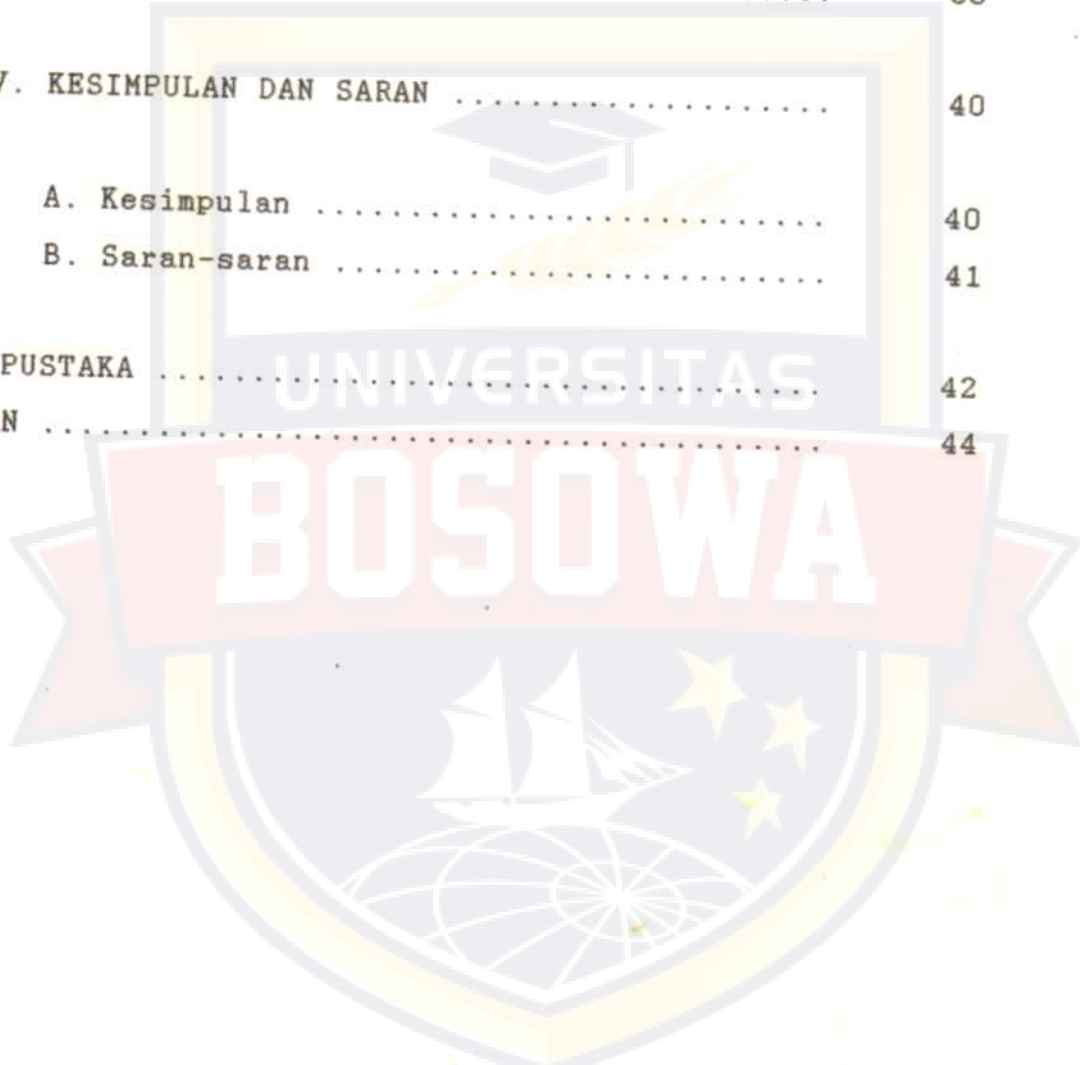 V. KESIMPULAN DAN SARAN .................... 40
A. Kesimpulan ........................... 40
B. Saran-saran .......................... 41
PUSTAKA ................................... 42
N ......................................... 44
UNIVERSITAS
BOSOWA